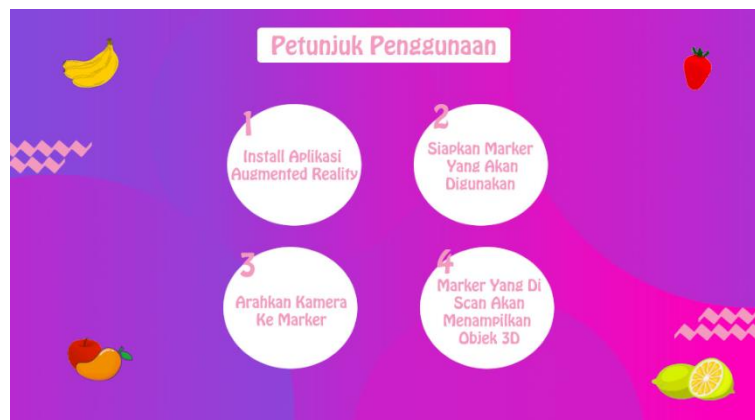 Petunjuk Penggunaan
1
Install Aplikasi
Augmented Reality
2
Siapkan Marker
Yang Akan
Digunakan
3
Arahkan Kamera
Ke Marker
4
Marker Yang Di
Scan Akan
Menampilkan
Objek 3D